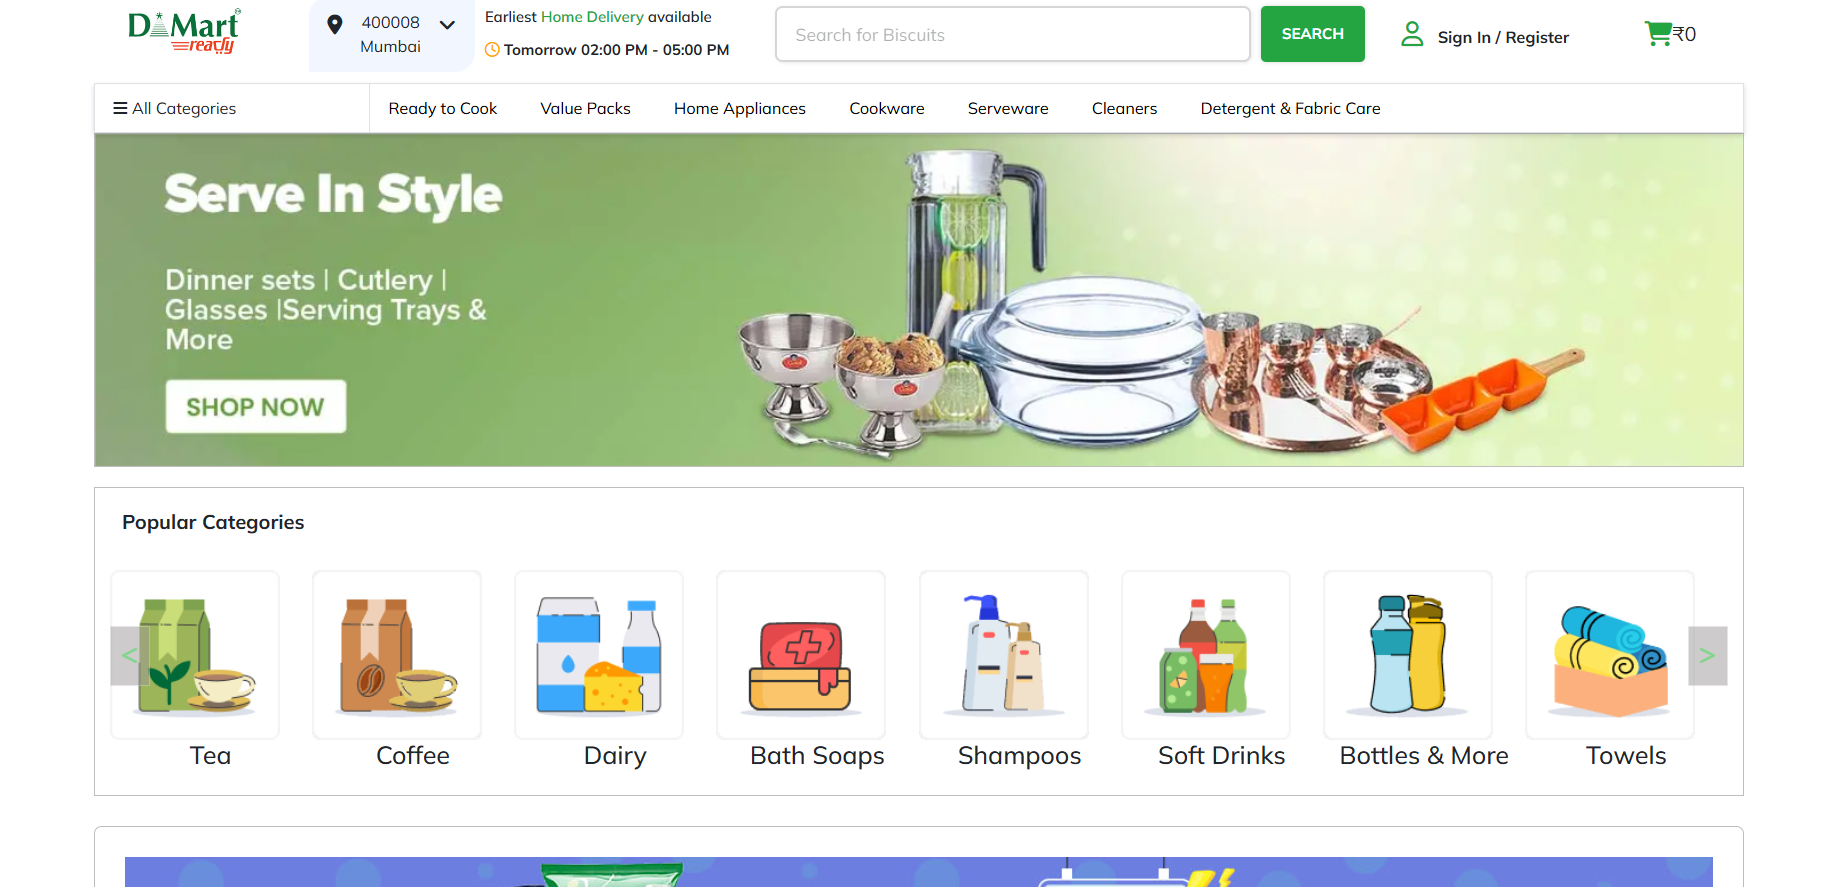 D Mart
ready
400008
Mumbai
Earliest Home Delivery available
Tomorrow 02:00 PM - 05:00 PM
Search for Biscuits
SEARCH
Sign In / Register
₹0
All Categories
Ready to Cook
Value Packs
Home Appliances
Cookware
Serveware
Cleaners
Detergent & Fabric Care
Serve In Style
Dinner sets | Cutlery |
Glasses |Serving Trays &
More
SHOP NOW
Popular Categories
<
>
Tea
Coffee
Dairy
Bath Soaps
Shampoos
Soft Drinks
Bottles & More
Towels